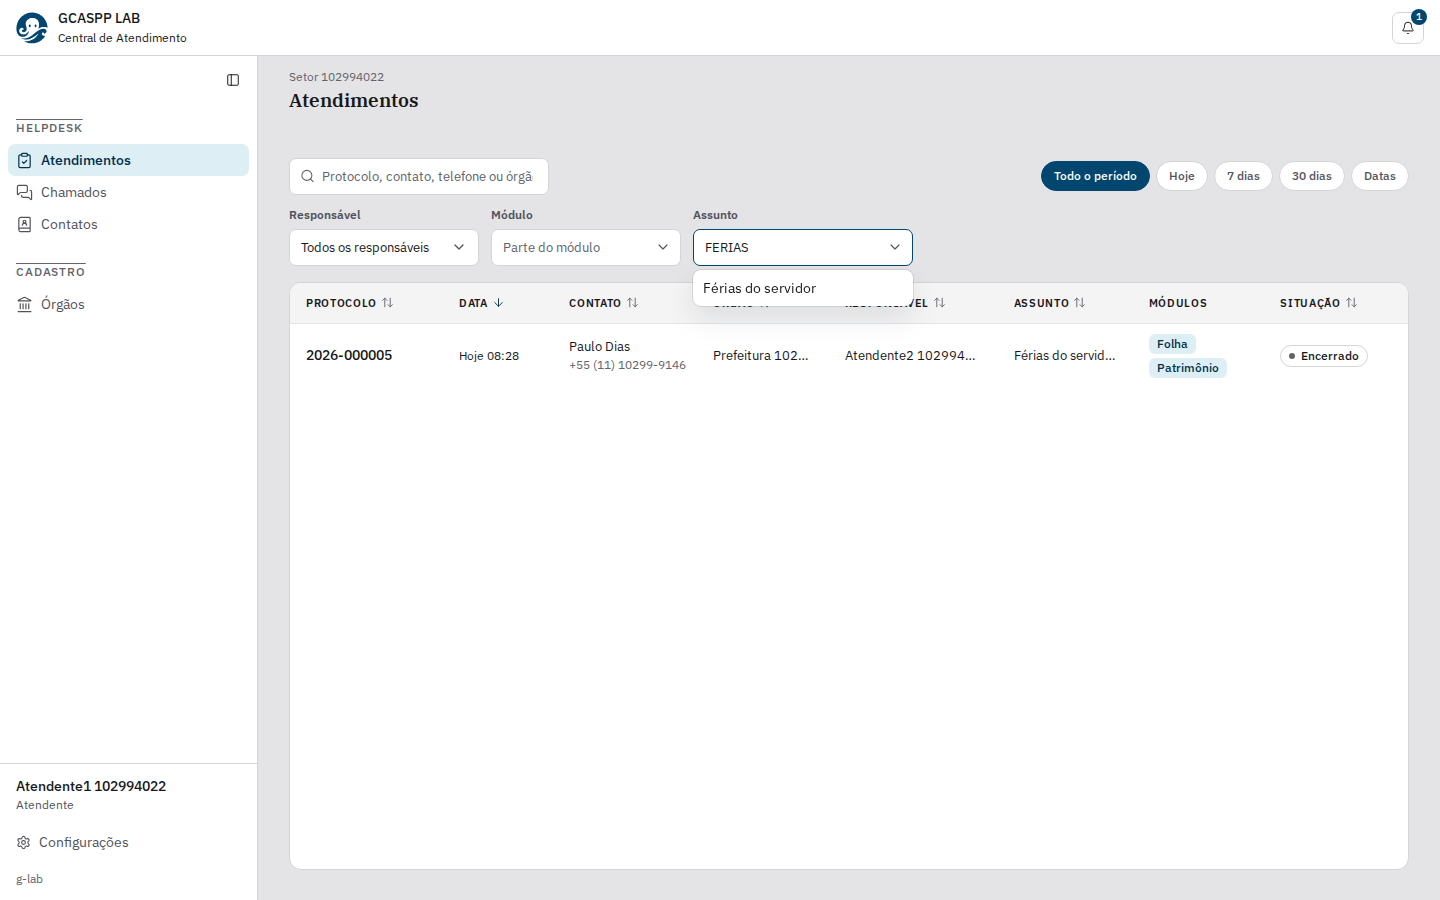 GCASPP LAB
Central de Atendimento
1
HELPDESK
Atendimentos
Chamados
Contatos
CADASTRO
Órgãos
Atendente1 102994022
Atendente
Configurações
g-lab
Setor 102994022
Atendimentos
Protocolo, contato, telefone ou órgã
Todo o período
Hoje
7 dias
30 dias
Datas
Responsável
Módulo
Assunto
Todos os responsáveis
Parte do módulo
FERIAS
Férias do servidor
PROTOCOLO
DATA
CONTATO
ASSUNTO
MÓDULOS
SITUAÇÃO
2026-000005
Hoje 08:28
Paulo Dias
+55 (11) 10299-9146
Prefeitura 102...
Atendente2 102994...
Férias do servid...
Folha
Patrimônio
Encerrado